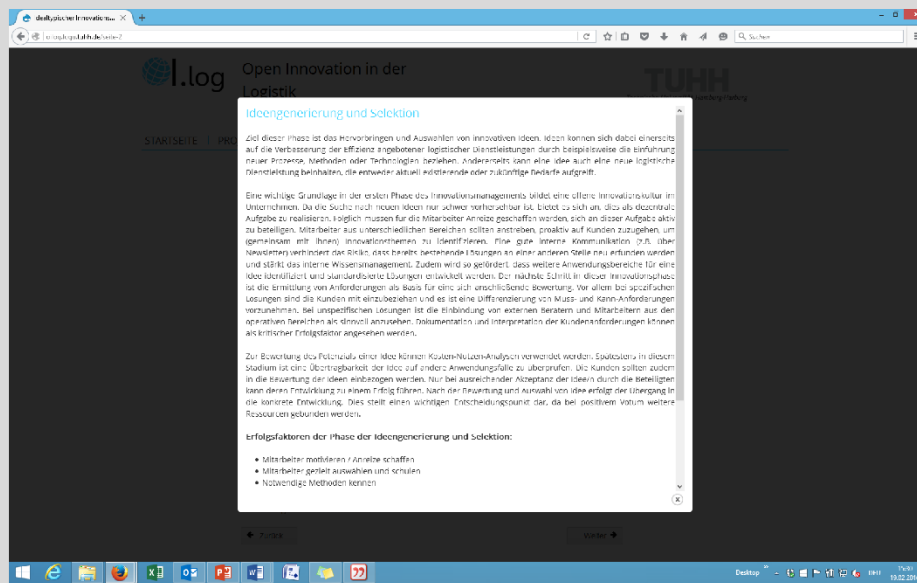 idealtypischer Innovations...
Suchen
I.log
Open Innovation in der
Logistik
TUHH
STARTSEITE | PRO
Ideengenerierung und Selektion
Ziel dieser Phase ist das Hervorbringen und Auswählen von innovativen Ideen. Ideen können sich dabei einerseits
auf die Verbesserung der Effizienz angebotener logistischer Dienstleistungen durch beispielsweise die Einführung
neuer Prozesse, Methoden oder Technologien beziehen. Andererseits kann eine Idee auch eine neue logistische
Dienstleistung beinhalten, die entweder aktuell existierende oder zukünftige Bedarfe aufgreift.
Eine wichtige Grundlage in der ersten Phase des Innovationsmanagements bildet eine offene Innovationskultur im
Unternehmen. Da die Suche nach neuen Ideen nur schwer vorhersehbar ist, bietet es sich an, dies als dezentrale
Aufgabe zu realisieren. Folglich müssen für die Mitarbeiter Anreize geschaffen werden, sich an dieser Aufgabe aktiv
zu beteiligen. Mitarbeiter aus unterschiedlichen Bereichen sollten anstreben, proaktiv auf Kunden zuzugehen, um
(gemeinsam mit ihnen) Innovationsthemen zu identifizieren. Eine gute interne Kommunikation (z.B. über
Newsletter) verhindert das Risiko, dass bereits bestehende Lösungen an einer anderen Stelle neu erfunden werden
und stärkt das interne Wissensmanagement. Zudem wird so gefördert, dass weitere Anwendungsbereiche für eine
Idee identifiziert und standardisierte Lösungen entwickelt werden. Der nächste Schritt in dieser Innovationsphase
ist die Ermittlung von Anforderungen als Basis für eine sich anschließende Bewertung. Vor allem bei spezifischen
Lösungen sind die Kunden mit einzubeziehen und es ist eine Differenzierung von Muss- und Kann-Anforderungen
vorzunehmen. Bei unspezifischen Lösungen ist die Einbindung von externen Beratern und Mitarbeitern aus den
operativen Bereichen als sinnvoll anzusehen. Dokumentation und Interpretation der Kundenanforderungen können
als kritischer Erfolgsfaktor angesehen werden.
Zur Bewertung des Potenzials einer Idee können Kosten-Nutzen-Analysen verwendet werden. Spätestens in diesem
Stadium ist eine Übertragbarkeit der Idee auf andere Anwendungsfälle zu überprüfen. Die Kunden sollten zudem
in die Bewertung der Ideen einbezogen werden. Nur bei ausreichender Akzeptanz der Idee/n durch die Beteiligten
kann deren Entwicklung zu einem Erfolg führen. Nach der Bewertung und Auswahl von Idee erfolgt der Übergang in
die konkrete Entwicklung. Dies stellt einen wichtigen Entscheidungspunkt dar, da bei positivem Votum weitere
Ressourcen gebunden werden.
Erfolgsfaktoren der Phase der Ideengenerierung und Selektion:
• Mitarbeiter motivieren / Anreize schaffen
• Mitarbeiter gezielt auswählen und schulen
• Notwendige Methoden kennen
Zurück
Weiter
Desktop
DEU